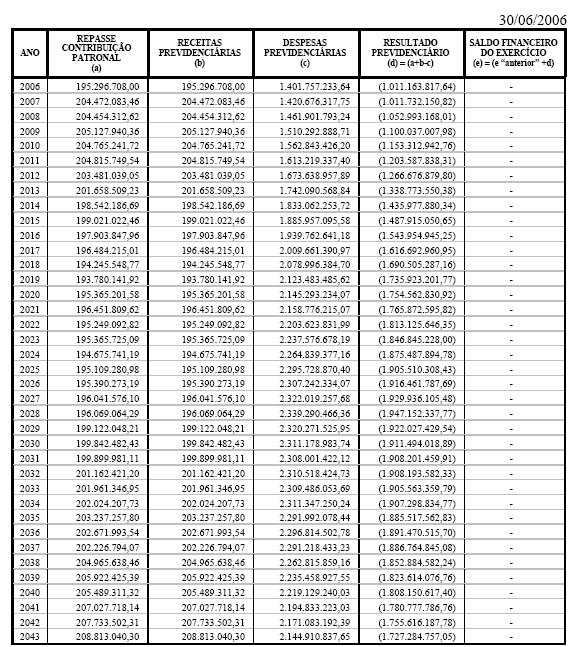 30/06/2006
ANO REPASSE CONTRIBUIÇÃO PATRONAL (a) RECEITAS PREVIDENCIÁRIAS (b) DESPESAS PREVIDENCIÁRIAS (c) RESULTADO PREVIDENCIÁRIO (d) = (a+b-c) SALDO FINANCEIRO DO EXERCÍCIO (e) = (e “anterior” +d)
2006 195.296.708,00 195.296.708,00 1.401.757.233,64 (1.011.163.817,64) -
2007 204.472.083,46 204.472.083,46 1.420.676.317,75 (1.011.732.150,82) -
2008 204.454.312,62 204.454.312,62 1.461.901.793,24 (1.052.993.168,01) -
2009 205.127.940,36 205.127.940,36 1.510.292.888,71 (1.100.037.007,98) -
2010 204.765.241,72 204.765.241,72 1.562.843.426,20 (1.153.312.942,76) -
2011 204.815.749,54 204.815.749,54 1.613.219.337,40 (1.203.587.838,31) -
2012 203.481.039,05 203.481.039,05 1.673.638.957,89 (1.266.676.879,80) -
2013 201.658.509,23 201.658.509,23 1.742.090.568,84 (1.338.773.550,38) -
2014 198.542.186,69 198.542.186,69 1.833.062.253,72 (1.435.977.880,34) -
2015 199.021.022,46 199.021.022,46 1.885.957.095,58 (1.487.915.050,65) -
2016 197.903.847,96 197.903.847,96 1.939.762.641,18 (1.543.954.945,25) -
2017 196.484.215,01 196.484.215,01 2.009.661.390,97 (1.616.692.960,95) -
2018 194.245.548,77 194.245.548,77 2.078.996.384,70 (1.690.505.287,16) -
2019 193.780.141,92 193.780.141,92 2.123.483.485,62 (1.735.923.201,77) -
2020 195.365.201,58 195.365.201,58 2.145.293.234,07 (1.754.562.830,92) -
2021 196.451.809,62 196.451.809,62 2.158.776.215,07 (1.765.872.595,82) -
2022 195.249.092,82 195.249.092,82 2.203.623.831,99 (1.813.125.646,35) -
2023 195.365.725,09 195.365.725,09 2.237.576.678,19 (1.846.845.228,00) -
2024 194.675.741,19 194.675.741,19 2.264.839.377,16 (1.875.487.894,78) -
2025 195.109.280,98 195.109.280,98 2.295.728.870,40 (1.905.510.308,43) -
2026 195.390.273,19 195.390.273,19 2.307.242.334,07 (1.916.461.787,69) -
2027 196.041.576,10 196.041.576,10 2.322.019.257,68 (1.929.936.105,48) -
2028 196.069.064,29 196.069.064,29 2.339.290.466,36 (1.947.152.337,77) -
2029 199.122.048,21 199.122.048,21 2.320.271.525,95 (1.922.027.429,54) -
2030 199.842.482,43 199.842.482,43 2.311.178.983,74 (1.911.494.018,89) -
2031 199.899.981,11 199.899.981,11 2.308.001.422,12 (1.908.201.459,91) -
2032 201.162.421,20 201.162.421,20 2.310.518.424,73 (1.908.193.582,33) -
2033 201.961.346,95 201.961.346,95 2.309.486.053,69 (1.905.563.359,79) -
2034 202.024.207,73 202.024.207,73 2.311.347.250,24 (1.907.298.834,77) -
2035 203.237.257,80 203.237.257,80 2.291.992.078,44 (1.885.517.562,83) -
2036 202.671.973,54 202.671.973,54 2.296.814.502,78 (1.891.470.515,70) -
2037 202.226.794,07 202.226.794,07 2.291.218.433,23 (1.886.764.845,08) -
2038 204.965.638,46 204.965.638,46 2.262.815.859,16 (1.852.884.582,24) -
2039 205.922.425,39 205.922.425,39 2.235.458.927,55 (1.823.614.076,76) -
2040 205.489.311,32 205.489.311,32 2.219.129.240,03 (1.808.150.617,40) -
2041 207.027.718,14 207.027.718,14 2.194.833.223,03 (1.780.777.786,76) -
2042 207.733.502,31 207.733.502,31 2.171.083.192,39 (1.755.616.187,78) -
2043 208.813.040,30 208.813.040,30 2.144.910.837,65 (1.727.284.757,05) -